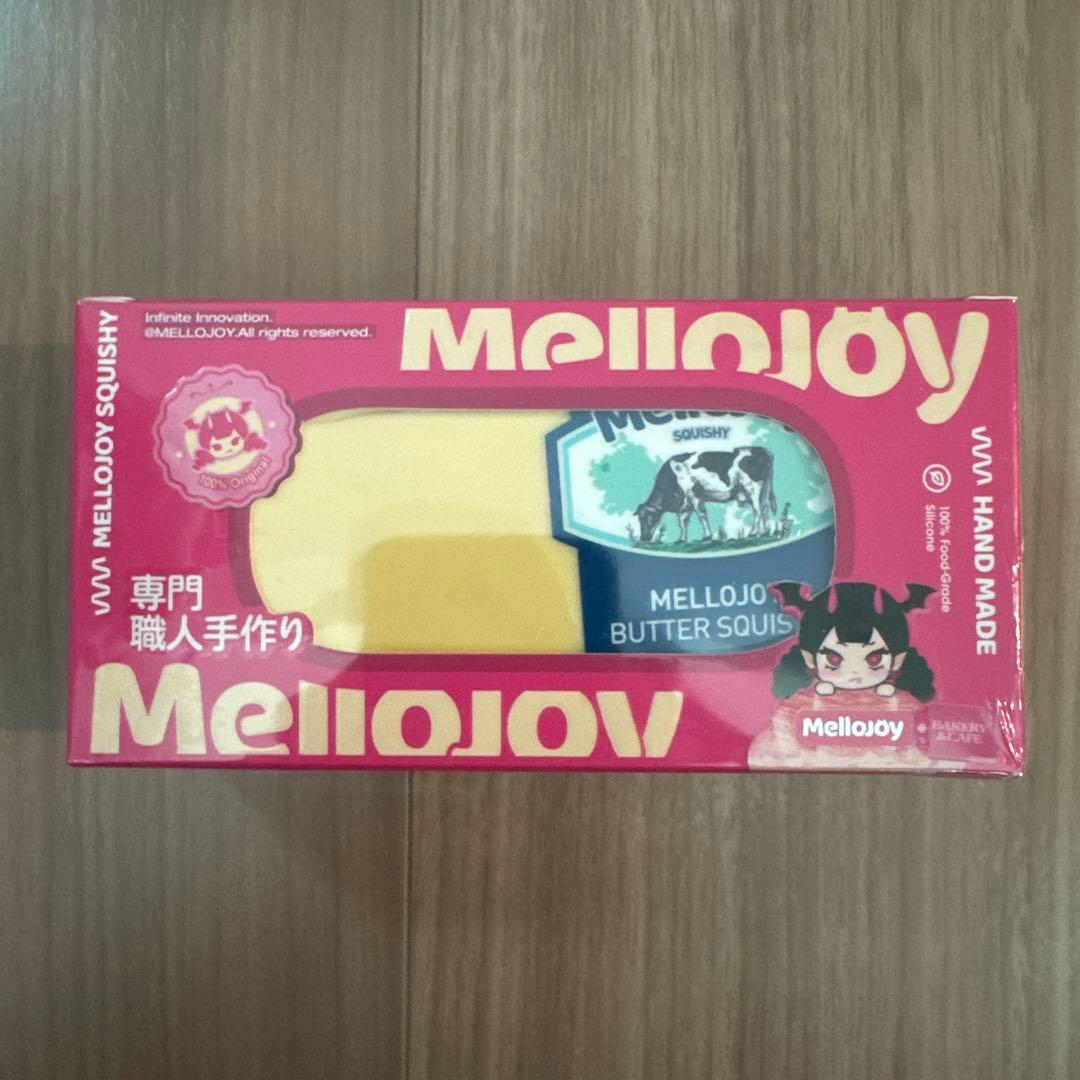 Infinite Innovation.
@MELLOJOY.All rights reserved.
Mellojoy
MELLOJOY SQUISHY
100% Original
SQUISHY
MELLOJO
BUTTER SQUIS
100% Food-Grade
Silicone
HAND MADE
専門
職人手作り
Mellojoy
Mellojoy
BAKERY
&CAFE